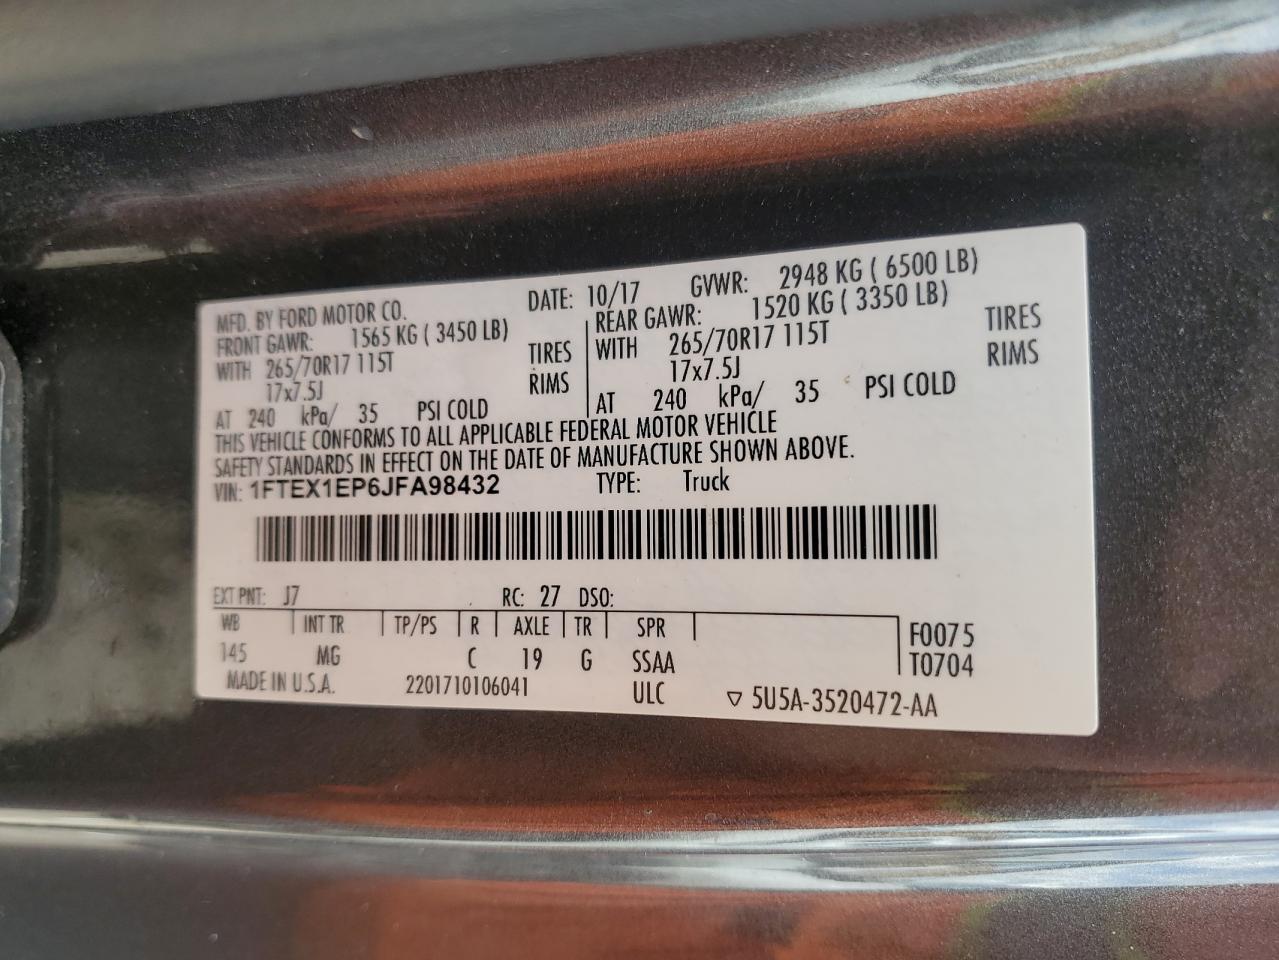 MFD. BY FORD MOTOR CO. DATE: 10/17 GVWR: 2948 KG ( 6500 LB)
FRONT GAWR: 1565 KG ( 3450 LB) REAR GAWR: 1520 KG ( 3350 LB)
WITH 265/70R17 115T TIRES WITH 265/70R17 115T TIRES
17x7.5J RIMS 17x7.5J RIMS
AT 240 kPa/ 35 PSI COLD AT 240 kPa/ 35 PSI COLD
THIS VEHICLE CONFORMS TO ALL APPLICABLE FEDERAL MOTOR VEHICLE
SAFETY STANDARDS IN EFFECT ON THE DATE OF MANUFACTURE SHOWN ABOVE.
VIN: 1FTEX1EP6JFA98432 TYPE: Truck
EXT PNT: J7 RC: 27 DSO:
WB INT TR TP/PS R AXLE TR SPR F0075
145 MG C 19 G SSAA T0704
MADE IN U.S.A. 2201710106041 ULC ▽ 5U5A-3520472-AA